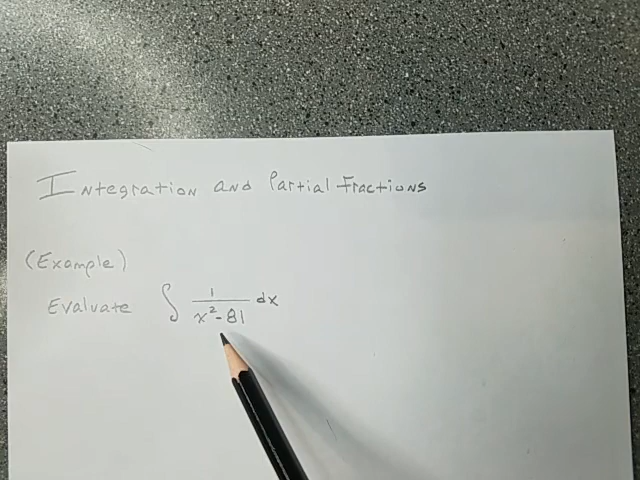 Integration and Partial Fractions
(Example)
Evaluate ∫ 1/(x²-81) dx